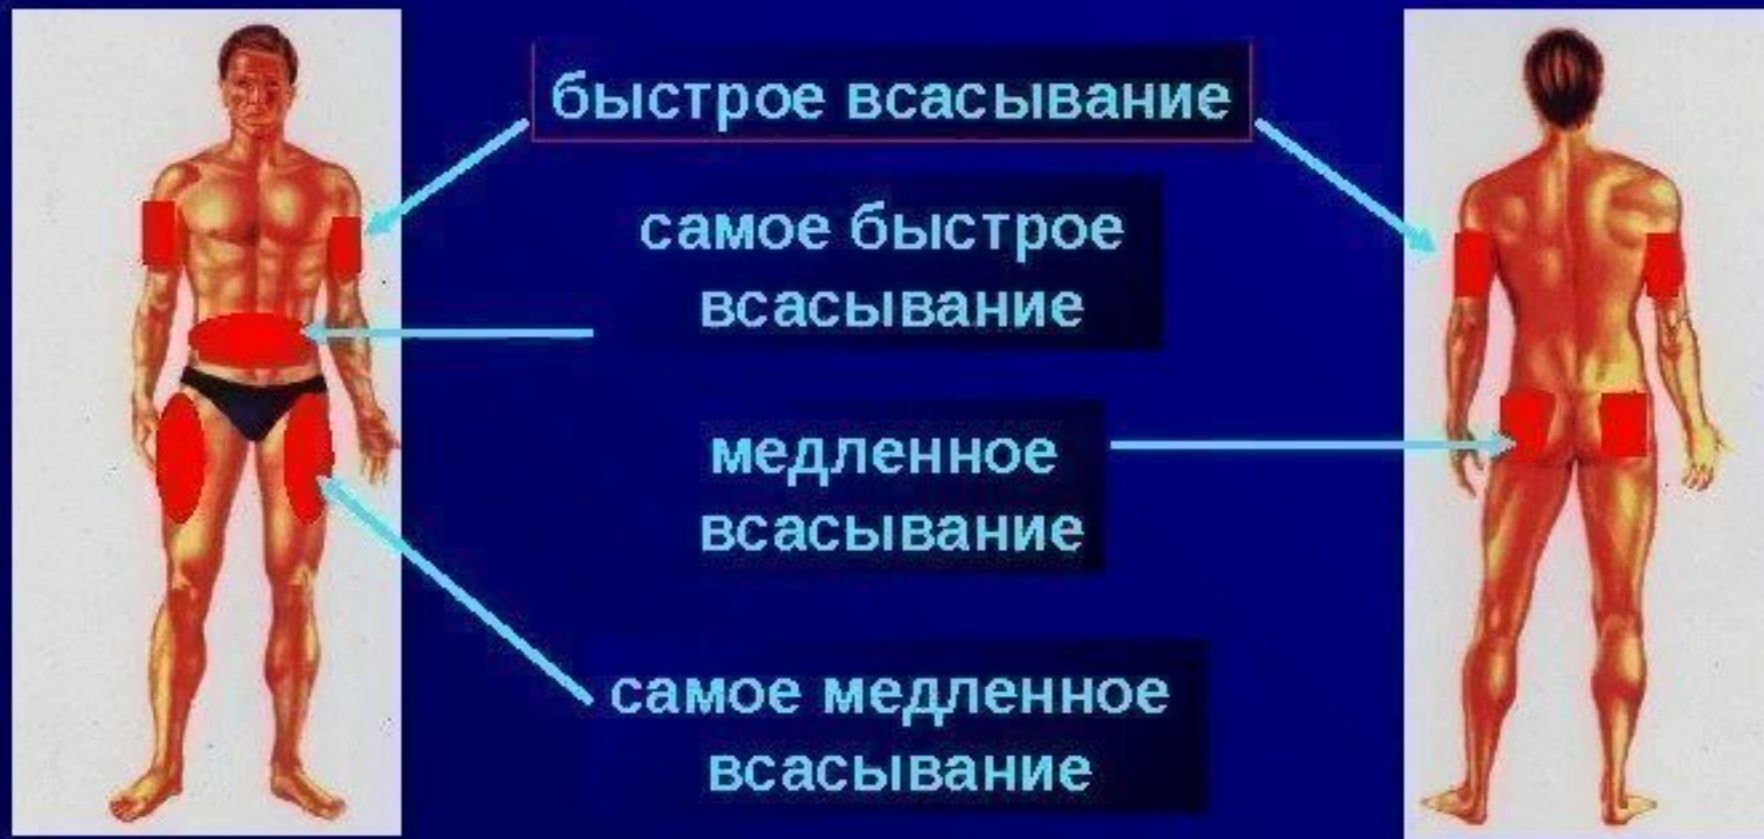 быстрое всасывание
самое быстрое
всасывание
медленное
всасывание
самое медленное
всасывание